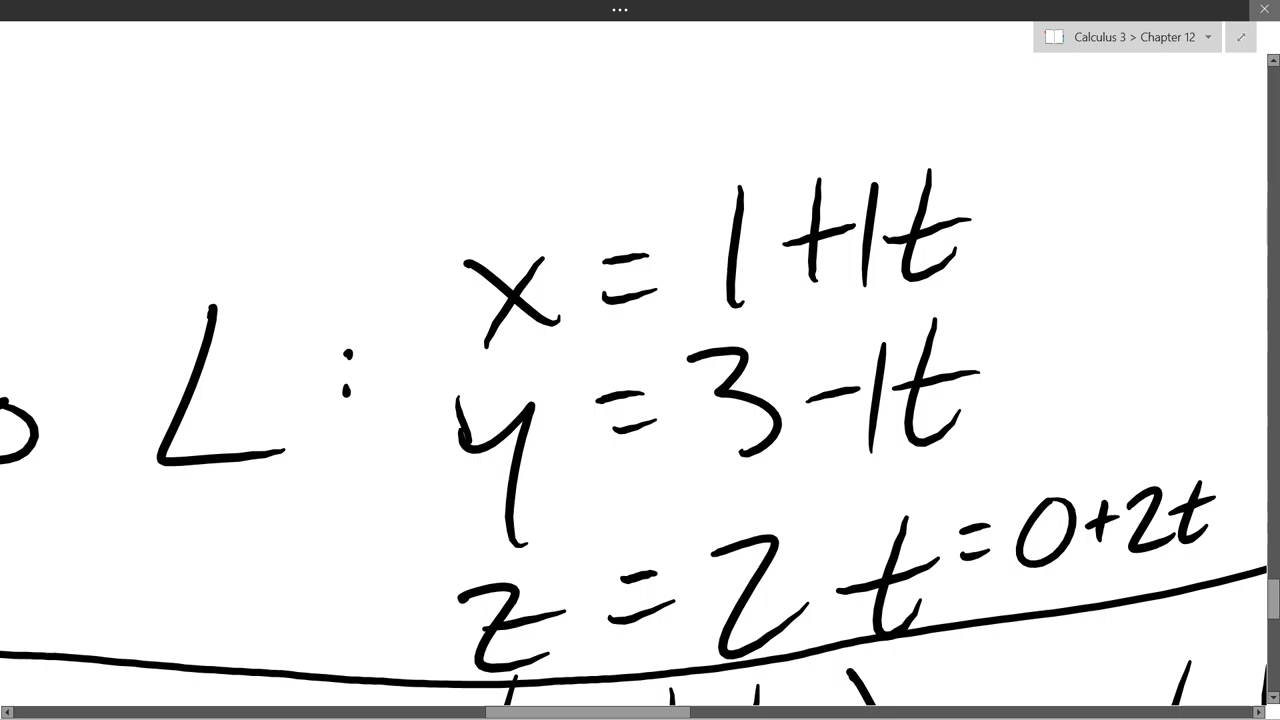 Calculus 3 > Chapter 12
x = 1 + 1t
L : y = 3 - 1t
z = 2t = 0 + 2t